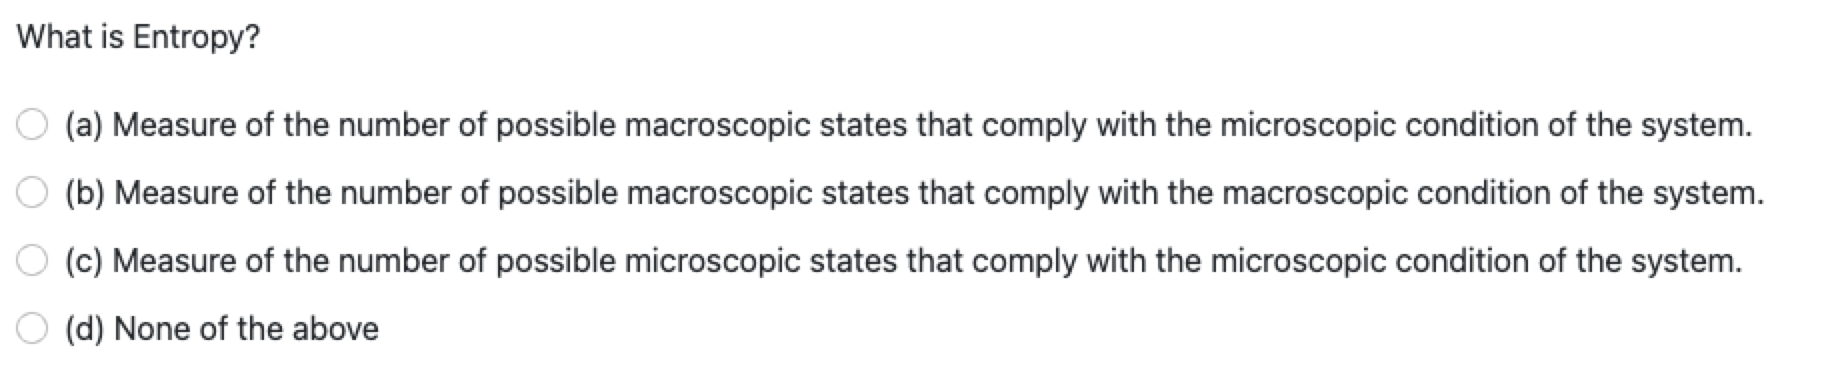 What is Entropy?
(a) Measure of the number of possible macroscopic states that comply with the microscopic condition of the system.
(b) Measure of the number of possible macroscopic states that comply with the macroscopic condition of the system.
(c) Measure of the number of possible microscopic states that comply with the microscopic condition of the system.
(d) None of the above